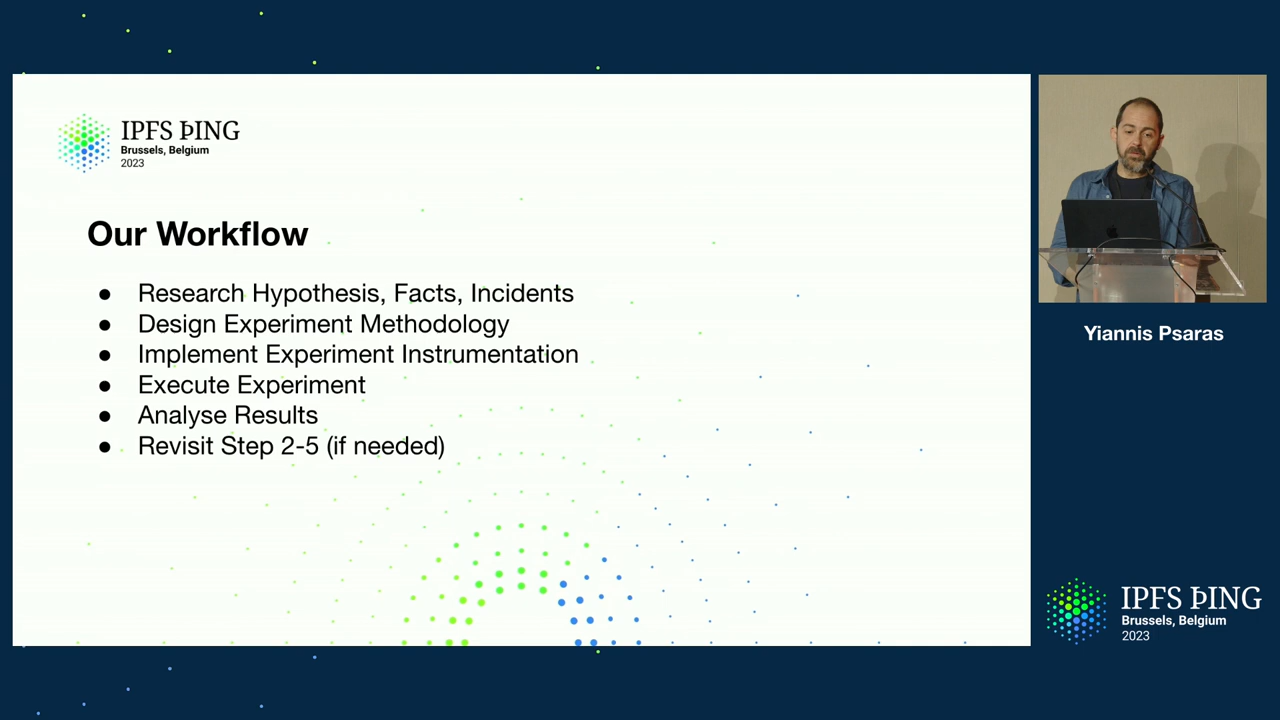 IPFS ÞING
Brussels, Belgium
2023
Our Workflow
● Research Hypothesis, Facts, Incidents
● Design Experiment Methodology
● Implement Experiment Instrumentation
● Execute Experiment
● Analyse Results
● Revisit Step 2-5 (if needed)
Yiannis Psaras
IPFS ÞING
Brussels, Belgium
2023